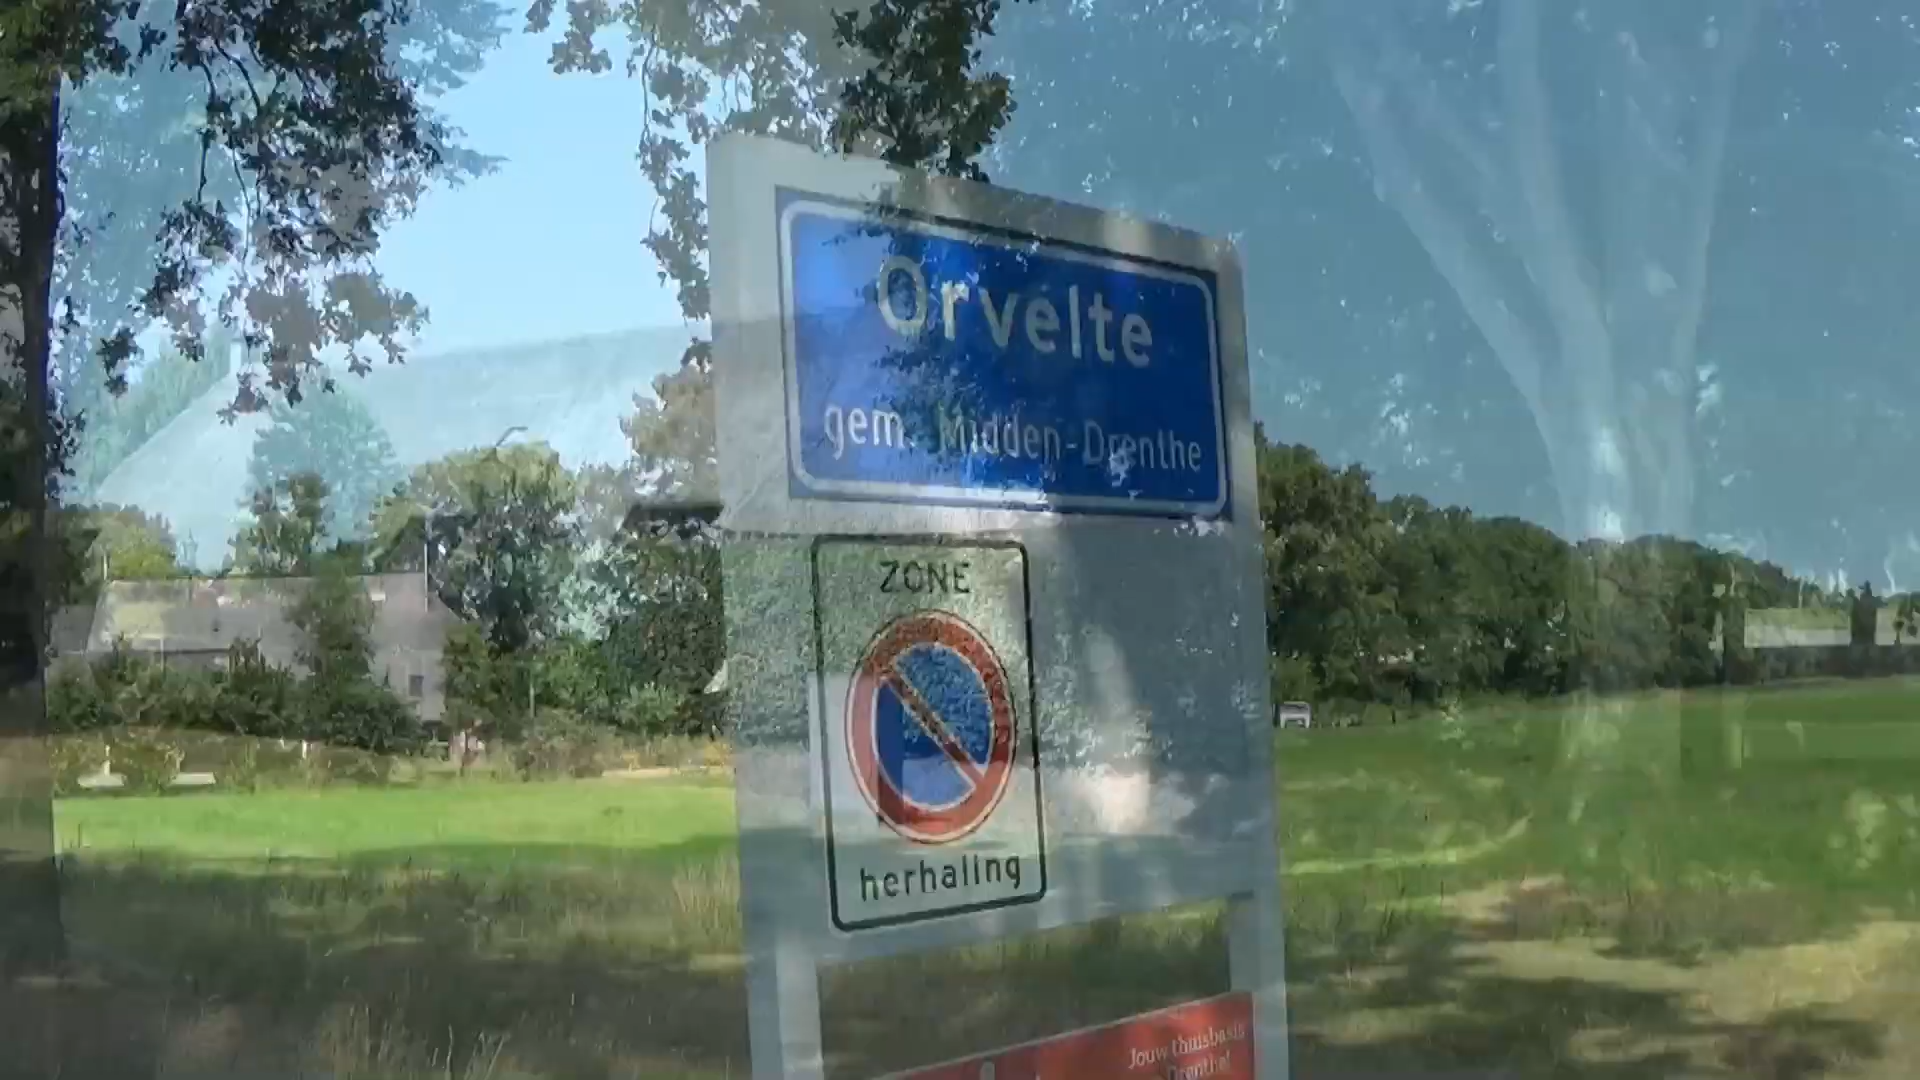 Orvelte
gem. Midden-Drenthe
ZONE
herhaling
Jouw thuisbasis
Drenthe!